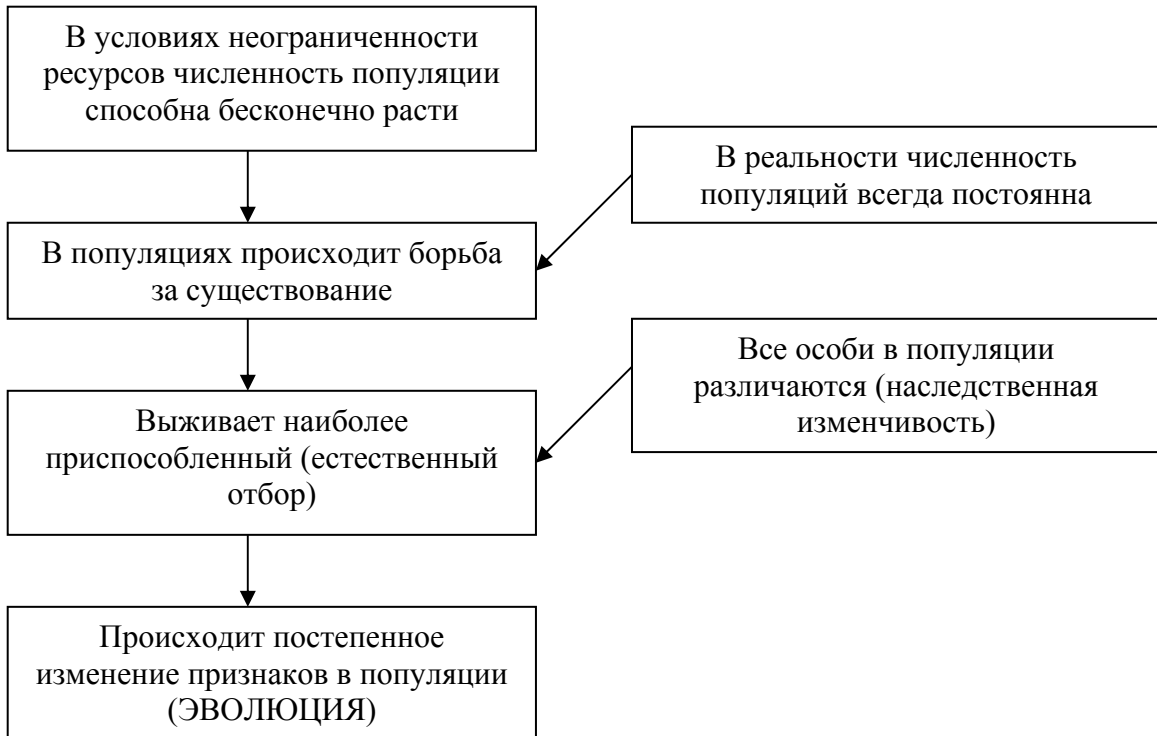 В условиях неограниченности
ресурсов численность популяции
способна бесконечно расти
В реальности численность
популяций всегда постоянна
В популяциях происходит борьба
за существование
Все особи в популяции
различаются (наследственная
изменчивость)
Выживает наиболее
приспособленный (естественный
отбор)
Происходит постепенное
изменение признаков в популяции
(ЭВОЛЮЦИЯ)